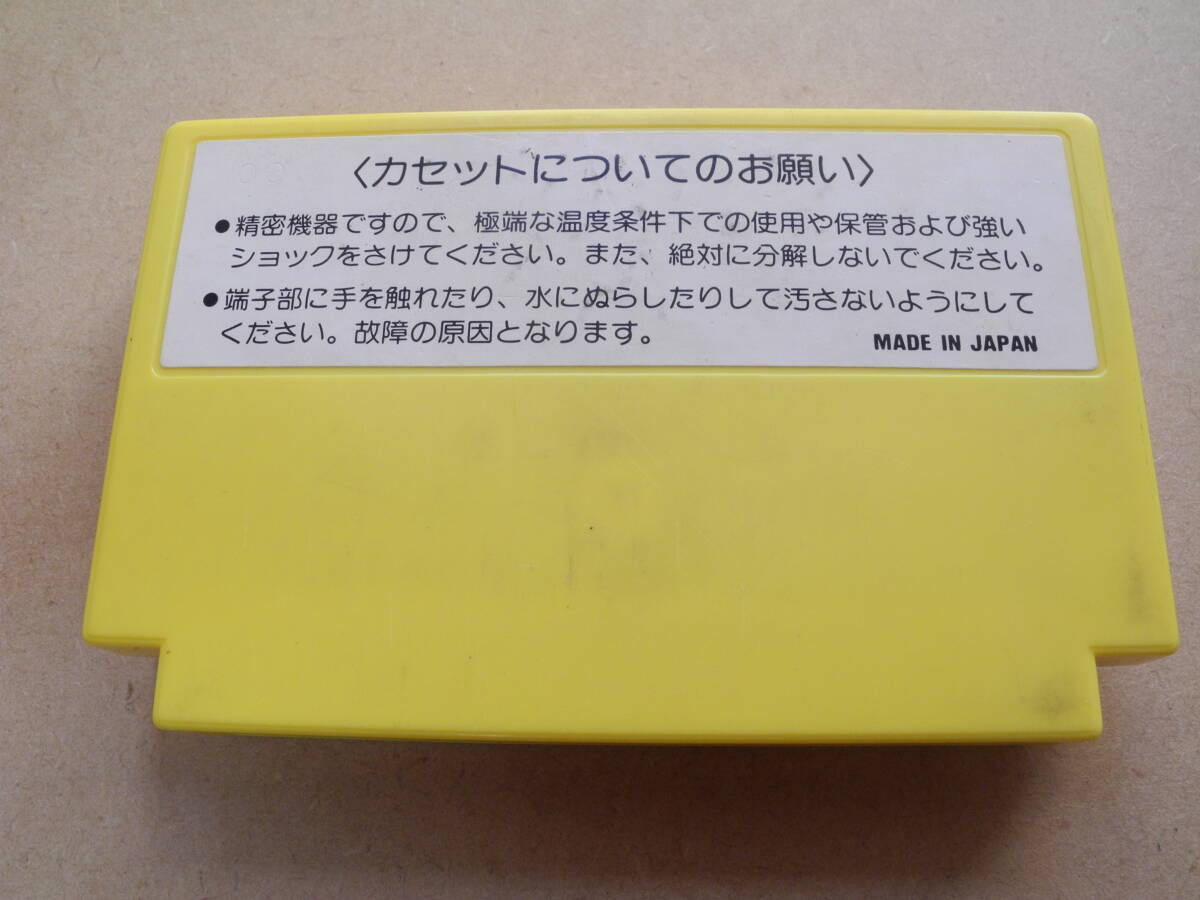 〈カセットについてのお願い〉
●精密機器ですので、極端な温度条件下での使用や保管および強い
ショックをさけてください。また、絶対に分解しないでください。
●端子部に手を触れたり、水にぬらしたりして汚さないようにして
ください。故障の原因となります。
MADE IN JAPAN